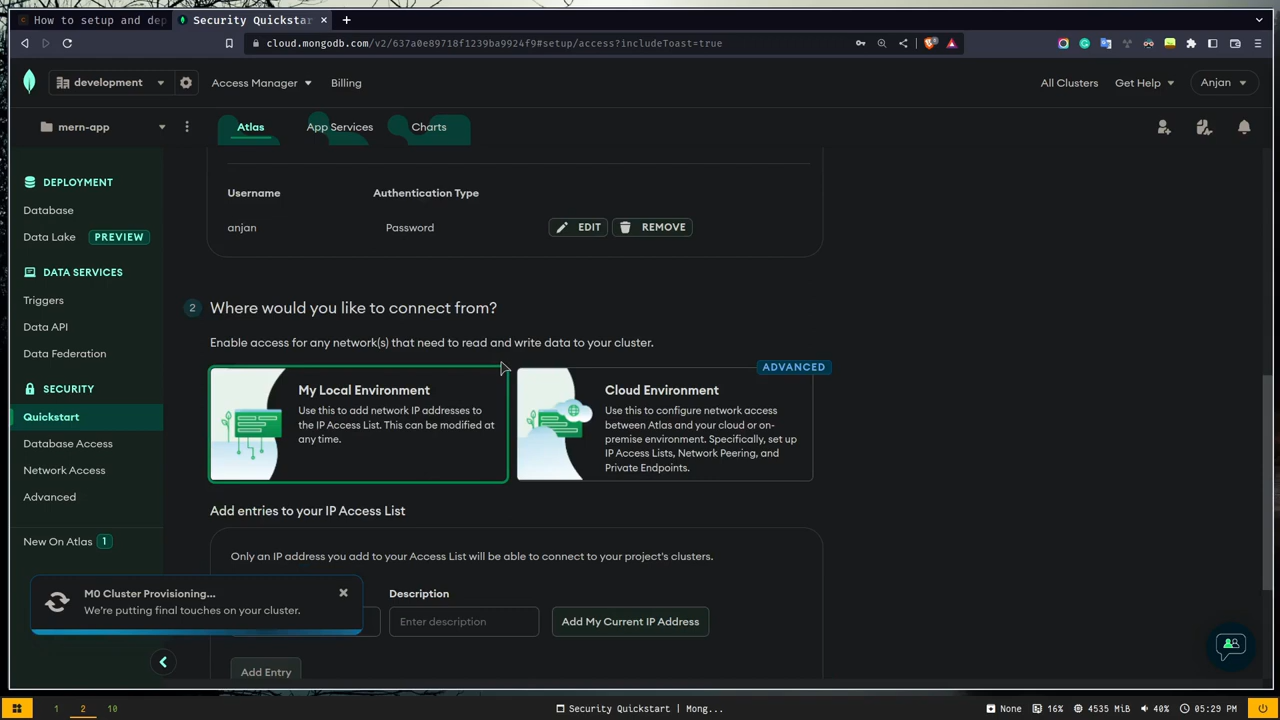 How to setup and dep
Security Quickstart
cloud.mongodb.com/v2/637a0e89718f1239ba9924f9#setup/access?includeToast=true
development
Access Manager
Billing
All Clusters
Get Help
Anjan
mern-app
Atlas
App Services
Charts
DEPLOYMENT
Database
Data Lake
PREVIEW
DATA SERVICES
Triggers
Data API
Data Federation
SECURITY
Quickstart
Database Access
Network Access
Advanced
New On Atlas
1
Username
Authentication Type
anjan
Password
EDIT
REMOVE
2
Where would you like to connect from?
Enable access for any network(s) that need to read and write data to your cluster.
ADVANCED
My Local Environment
Use this to add network IP addresses to
the IP Access List. This can be modified at
any time.
Cloud Environment
Use this to configure network access
between Atlas and your cloud or on-
premise environment. Specifically, set up
IP Access Lists, Network Peering, and
Private Endpoints.
Add entries to your IP Access List
Only an IP address you add to your Access List will be able to connect to your project's clusters.
Description
Enter description
Add My Current IP Address
Add Entry
M0 Cluster Provisioning...
We're putting final touches on your cluster.
1
2
10
Security Quickstart | Mong...
None
16%
4535 MiB
40%
05:29 PM